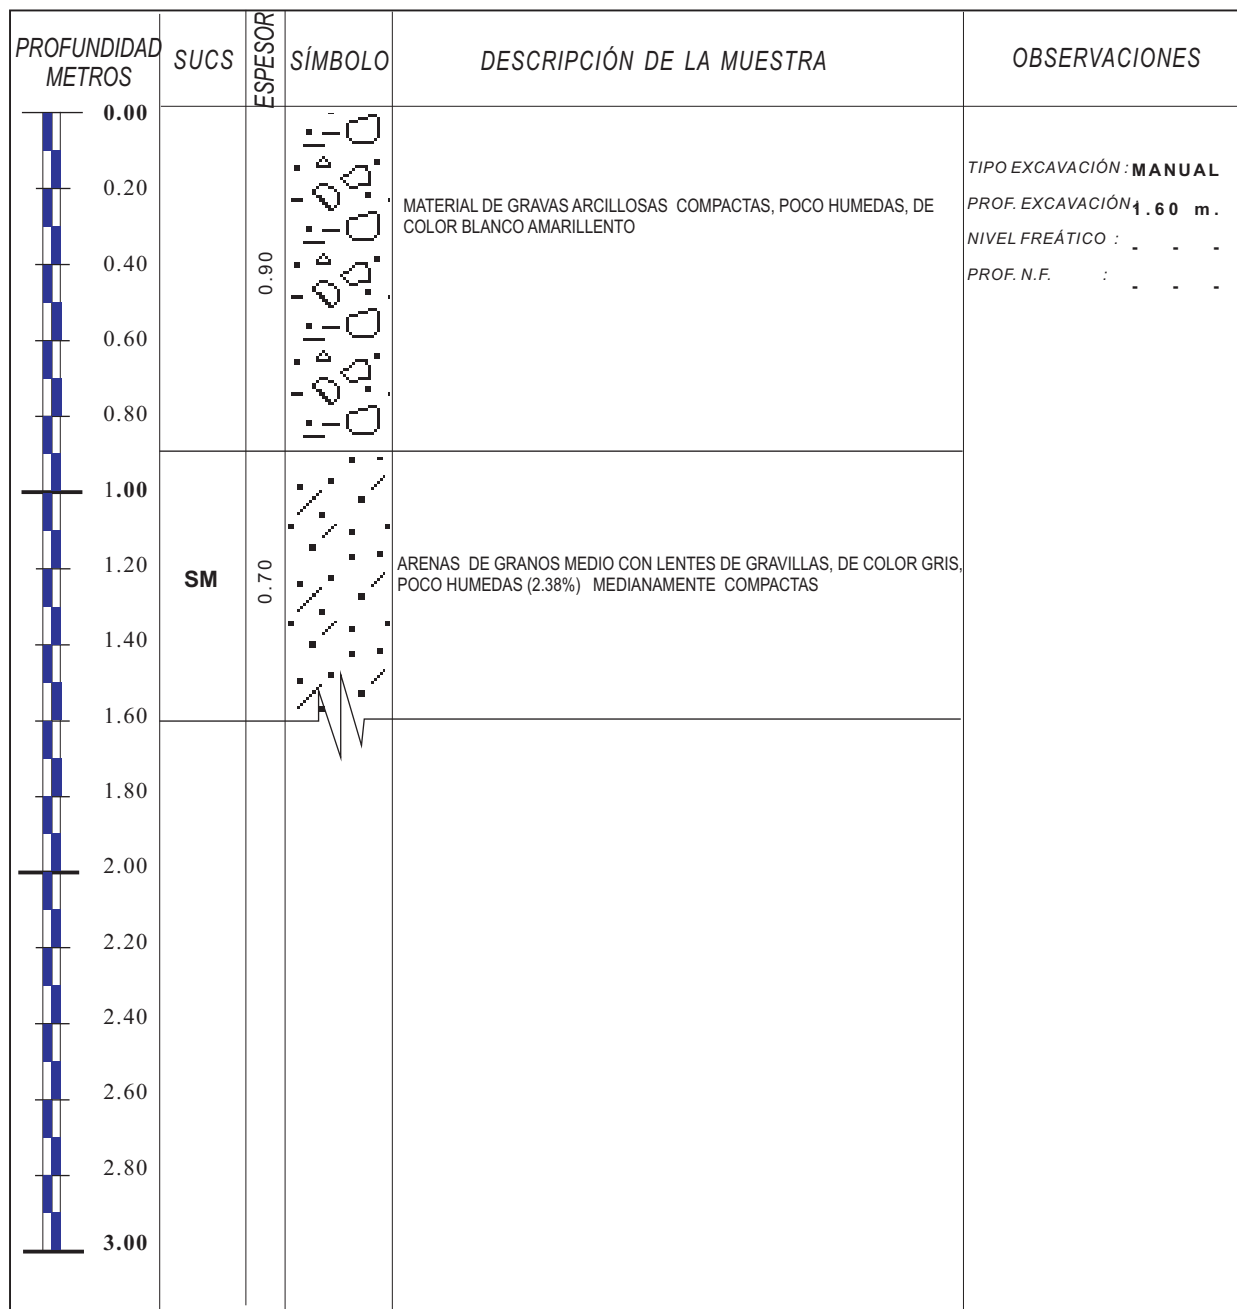 PROFUNDIDAD
METROS
SUCS
ESPESOR
SÍMBOLO
DESCRIPCIÓN DE LA MUESTRA
OBSERVACIONES
0.00
0.20
0.40
0.60
0.80
1.00
1.20
1.40
1.60
1.80
2.00
2.20
2.40
2.60
2.80
3.00
0.90
MATERIAL DE GRAVAS ARCILLOSAS COMPACTAS, POCO HUMEDAS, DE
COLOR BLANCO AMARILLENTO
SM
0.70
ARENAS DE GRANOS MEDIO CON LENTES DE GRAVILLAS, DE COLOR GRIS,
POCO HUMEDAS (2.38%) MEDIANAMENTE COMPACTAS
TIPO EXCAVACIÓN : MANUAL
PROF. EXCAVACIÓN : 1.60 m.
NIVEL FREÁTICO : - - -
PROF. N.F. : - - -